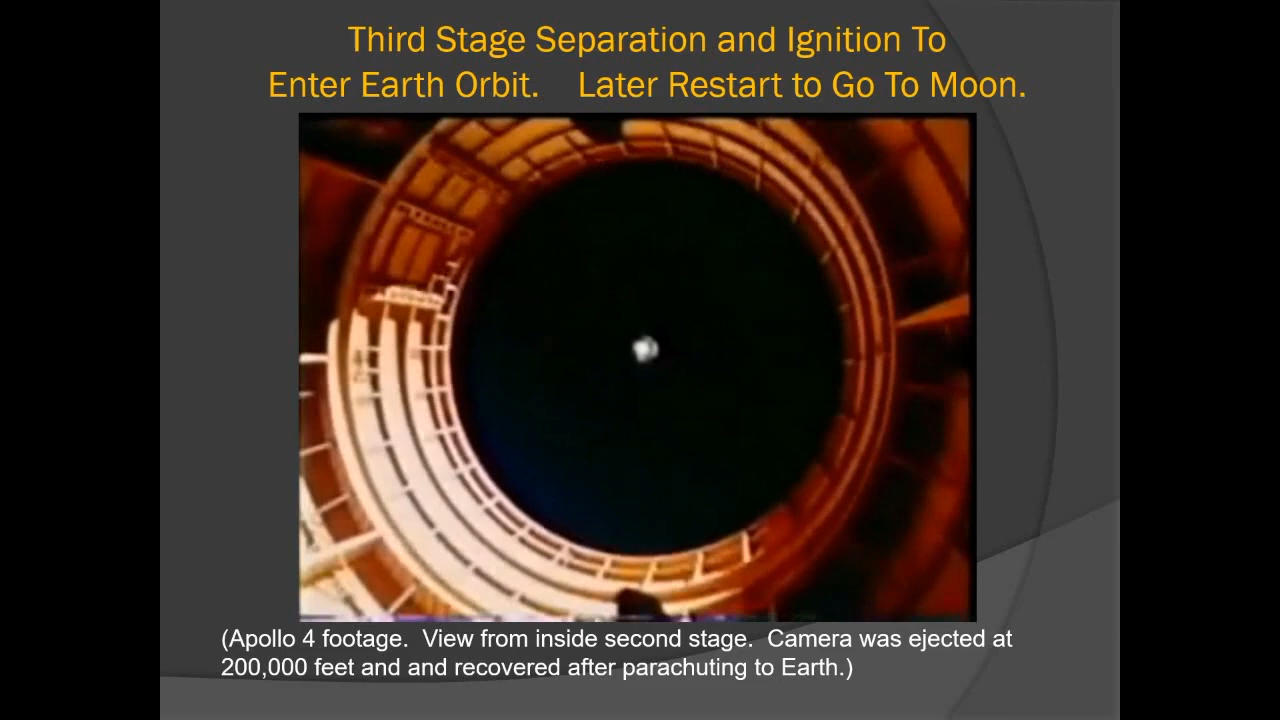 Third Stage Separation and Ignition To
Enter Earth Orbit. Later Restart to Go To Moon.
(Apollo 4 footage. View from inside second stage. Camera was ejected at
200,000 feet and and recovered after parachuting to Earth.)